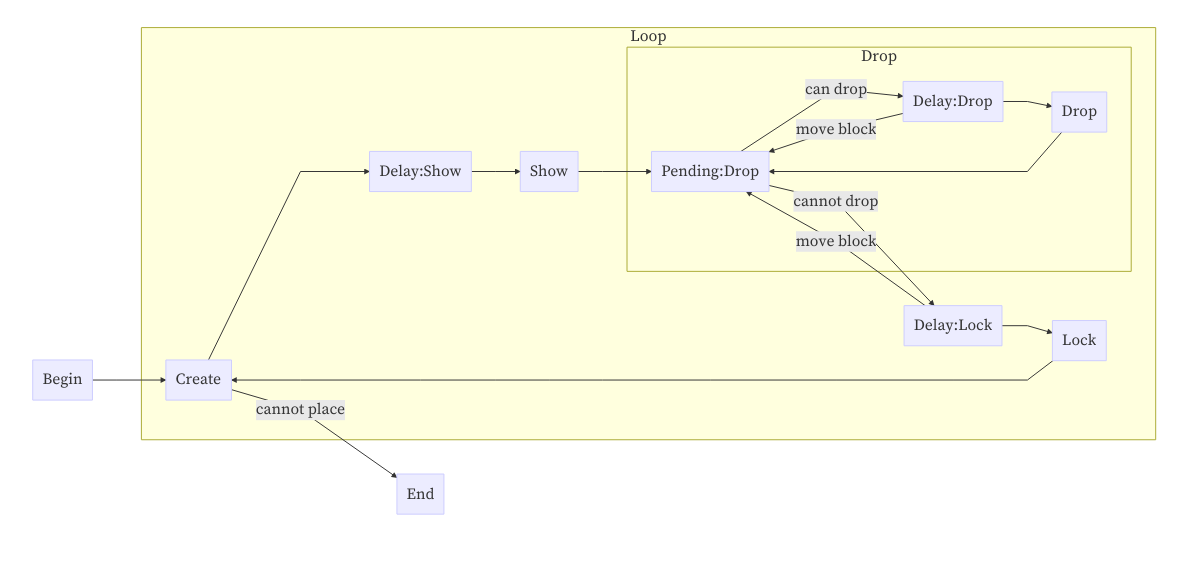 Loop
Drop
can drop
Delay:Drop
Drop
move block
Delay:Show
Show
Pending:Drop
cannot drop
move block
Delay:Lock
Lock
Begin
Create
cannot place
End